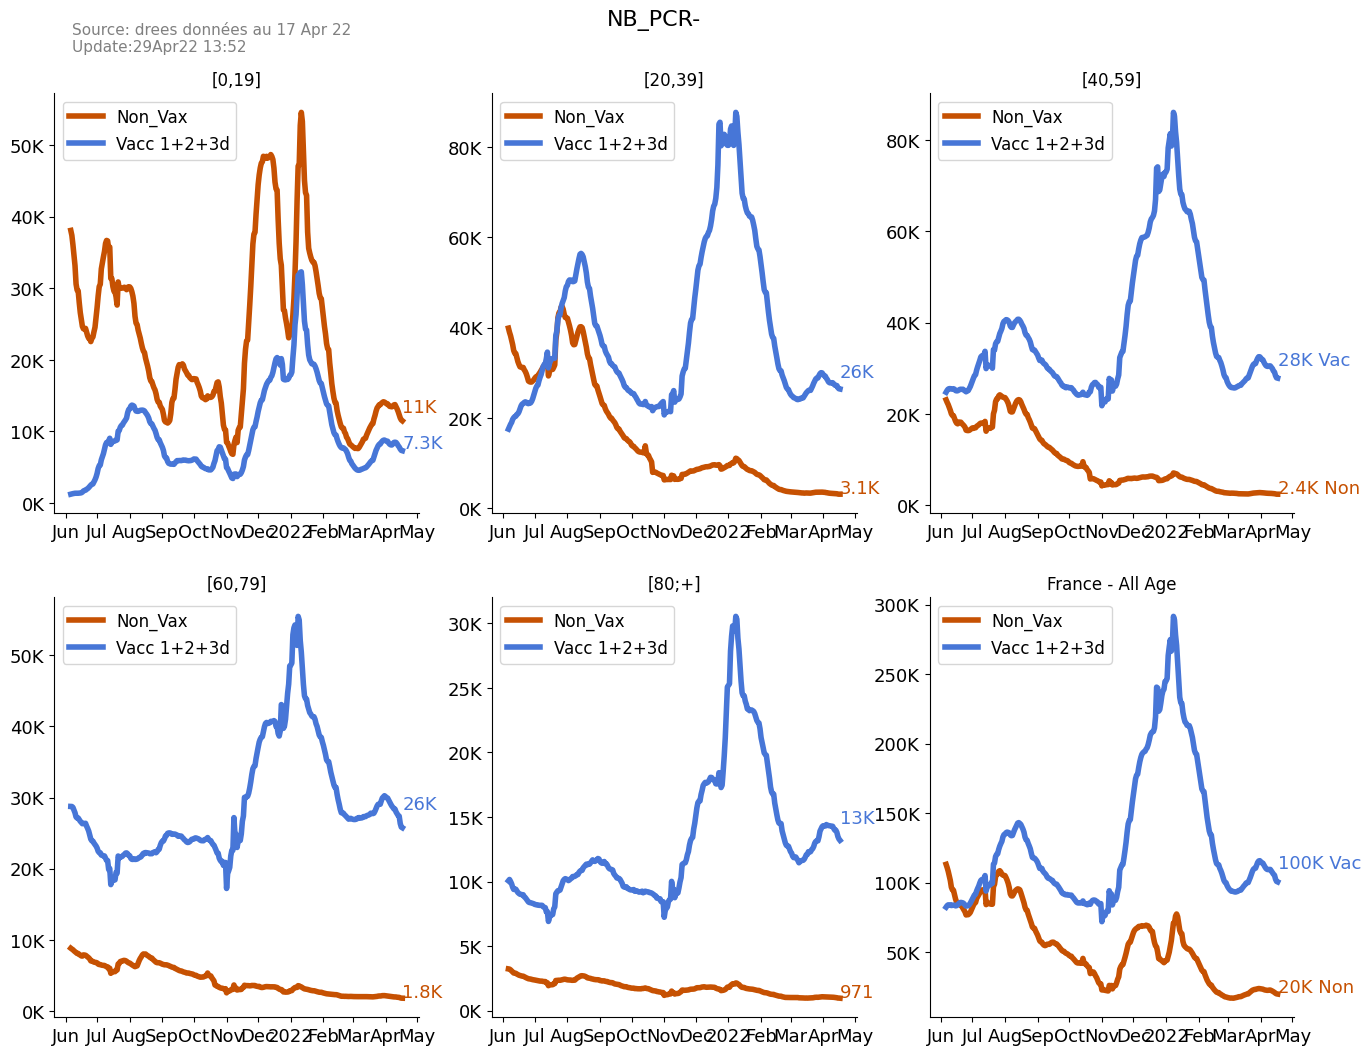 NB_PCR-
Source: drees données au 17 Apr 22
Update:29Apr22 13:52
[0,19]
Non_Vax
Vacc 1+2+3d
50K
40K
30K
20K
10K
0K
11K
7.3K
Jun Jul Aug Sep Oct Nov Dec 2022 Feb Mar Apr May
[20,39]
Non_Vax
Vacc 1+2+3d
80K
60K
40K
20K
0K
26K
3.1K
Jun Jul Aug Sep Oct Nov Dec 2022 Feb Mar Apr May
[40,59]
Non_Vax
Vacc 1+2+3d
80K
60K
40K
20K
0K
28K Vac
2.4K Non
Jun Jul Aug Sep Oct Nov Dec 2022 Feb Mar Apr May
[60,79]
Non_Vax
Vacc 1+2+3d
50K
40K
30K
20K
10K
0K
26K
1.8K
Jun Jul Aug Sep Oct Nov Dec 2022 Feb Mar Apr May
[80;+]
Non_Vax
Vacc 1+2+3d
30K
25K
20K
15K
10K
5K
0K
13K
971
Jun Jul Aug Sep Oct Nov Dec 2022 Feb Mar Apr May
France - All Age
Non_Vax
Vacc 1+2+3d
300K
250K
200K
150K
100K
50K
100K Vac
20K Non
Jun Jul Aug Sep Oct Nov Dec 2022 Feb Mar Apr May